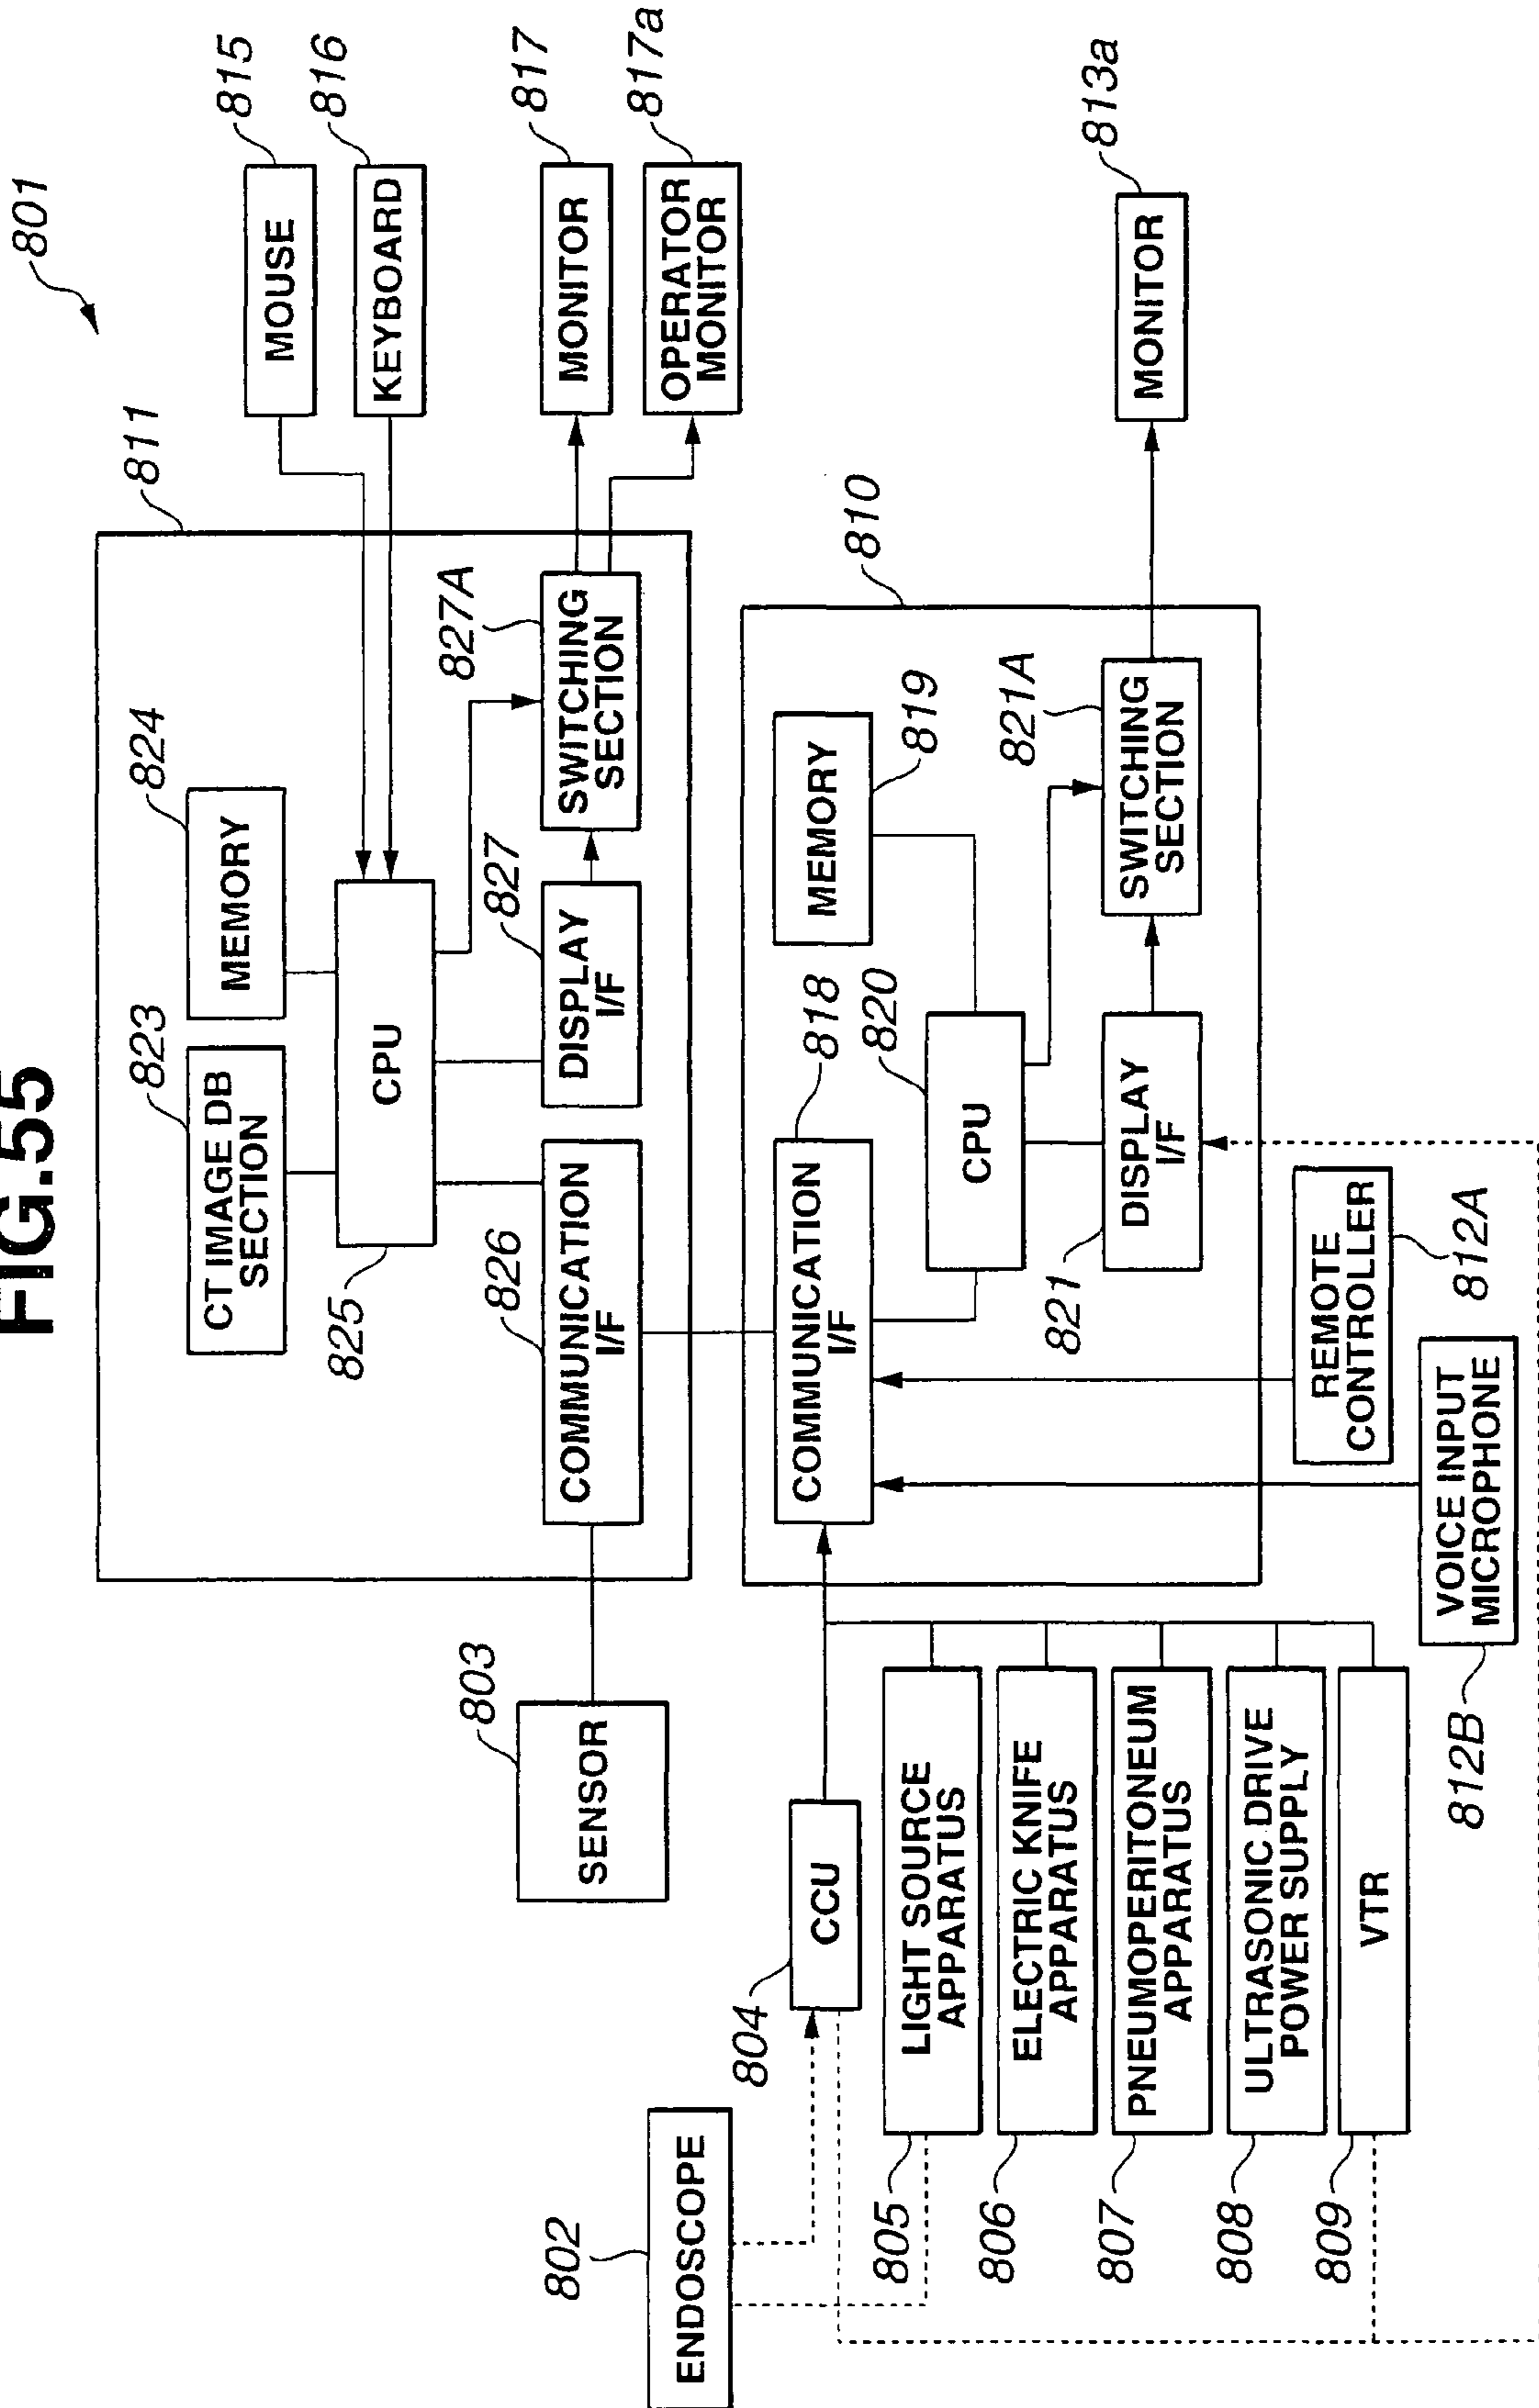 FIG.55
801
811
823
CT IMAGE DB
SECTION
824
MEMORY
815
MOUSE
816
KEYBOARD
CPU
825
827A
826
COMMUNICATION
I/F
827
DISPLAY
I/F
SWITCHING
SECTION
817
MONITOR
817a
OPERATOR
MONITOR
803
SENSOR
810
818
COMMUNICATION
I/F
MEMORY
819
820
CPU
821
DISPLAY
I/F
821A
SWITCHING
SECTION
813a
MONITOR
802
ENDOSCOPE
804
CCU
805
LIGHT SOURCE
APPARATUS
806
ELECTRIC KNIFE
APPARATUS
807
PNEUMOPERITONEUM
APPARATUS
808
ULTRASONIC DRIVE
POWER SUPPLY
809
VTR
REMOTE
CONTROLLER
812A
VOICE INPUT
MICROPHONE
812B